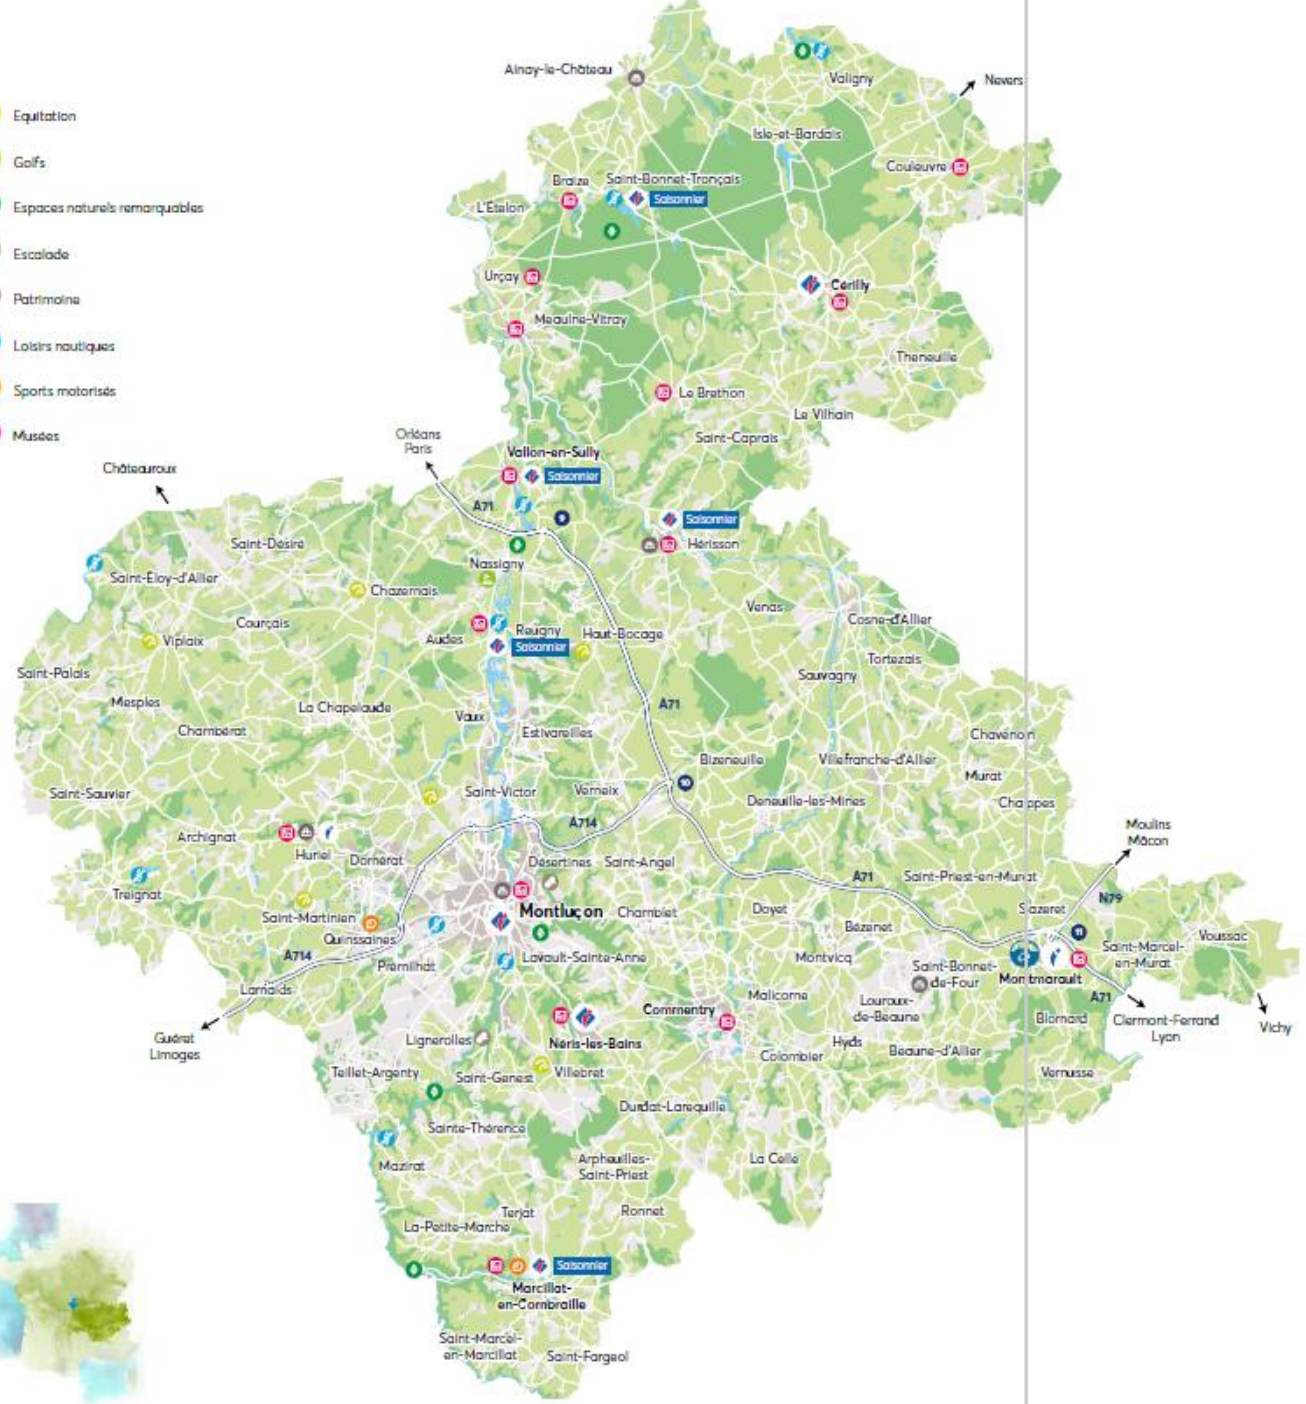 Equitation
Golfs
Espaces naturels remarquables
Escalade
Patrimoine
Loisirs nautiques
Sports motorisés
Musées
Ainay-le-Château
Valigny
Nevers
Isle-et-Bardais
Couleuvre
Braize
Saint-Bonnet-Tronçais
Saisonnier
L'Ételon
Urçay
Cérilly
Meaulne-Vitray
Theneuille
Le Brethon
Le Vilhain
Saint-Caprais
Orléans
Paris
Châteauroux
Vallon-en-Sully
Saisonnier
A71
9
Saisonnier
Hérisson
Saint-Désiré
Nassigny
Saint-Éloy-d'Allier
Chazemais
Venas
Cosne-d'Allier
Courçais
Viplaix
Audes
Reugny
Haut-Bocage
Saisonnier
Tortezais
Saint-Palais
Sauvagny
Mesples
La Chapelaude
A71
Vaux
Chambérat
Estivareilles
Chavenon
Bizeneuille
Villefranche-d'Allier
Murat
10
Saint-Sauvier
Saint-Victor
Verneix
Deneuille-les-Mines
Chappes
A714
Archignat
Moulins
Mâcon
Huriel
Domérat
Désertines
Saint-Angel
A71
Saint-Priest-en-Murat
Treignat
N79
Saint-Martinien
Montluçon
Chamblet
Doyet
Sazeret
Quinssaines
Bézenet
11
Voussac
A714
Saint-Marcel-
en-Murat
Lavault-Sainte-Anne
Montvicq
Prémilhat
Saint-Bonnet-
de-Four
Montmarault
Lamaids
Malicorne
A71
Commentry
Louroux-
de-Beaune
Blomard
Clermont-Ferrand
Lyon
Vichy
Guéret
Limoges
Lignerolles
Néris-les-Bains
Hyds
Beaune-d'Allier
Colombier
Teillet-Argenty
Saint-Genest
Villebret
Vernusse
Durdat-Larequille
Sainte-Thérence
Mazirat
Arpheuilles-
Saint-Priest
La Celle
Terjat
Ronnet
La-Petite-Marche
Saisonnier
Marcillat-
en-Combraille
Saint-Marcel-
en-Marcillat
Saint-Fargeol